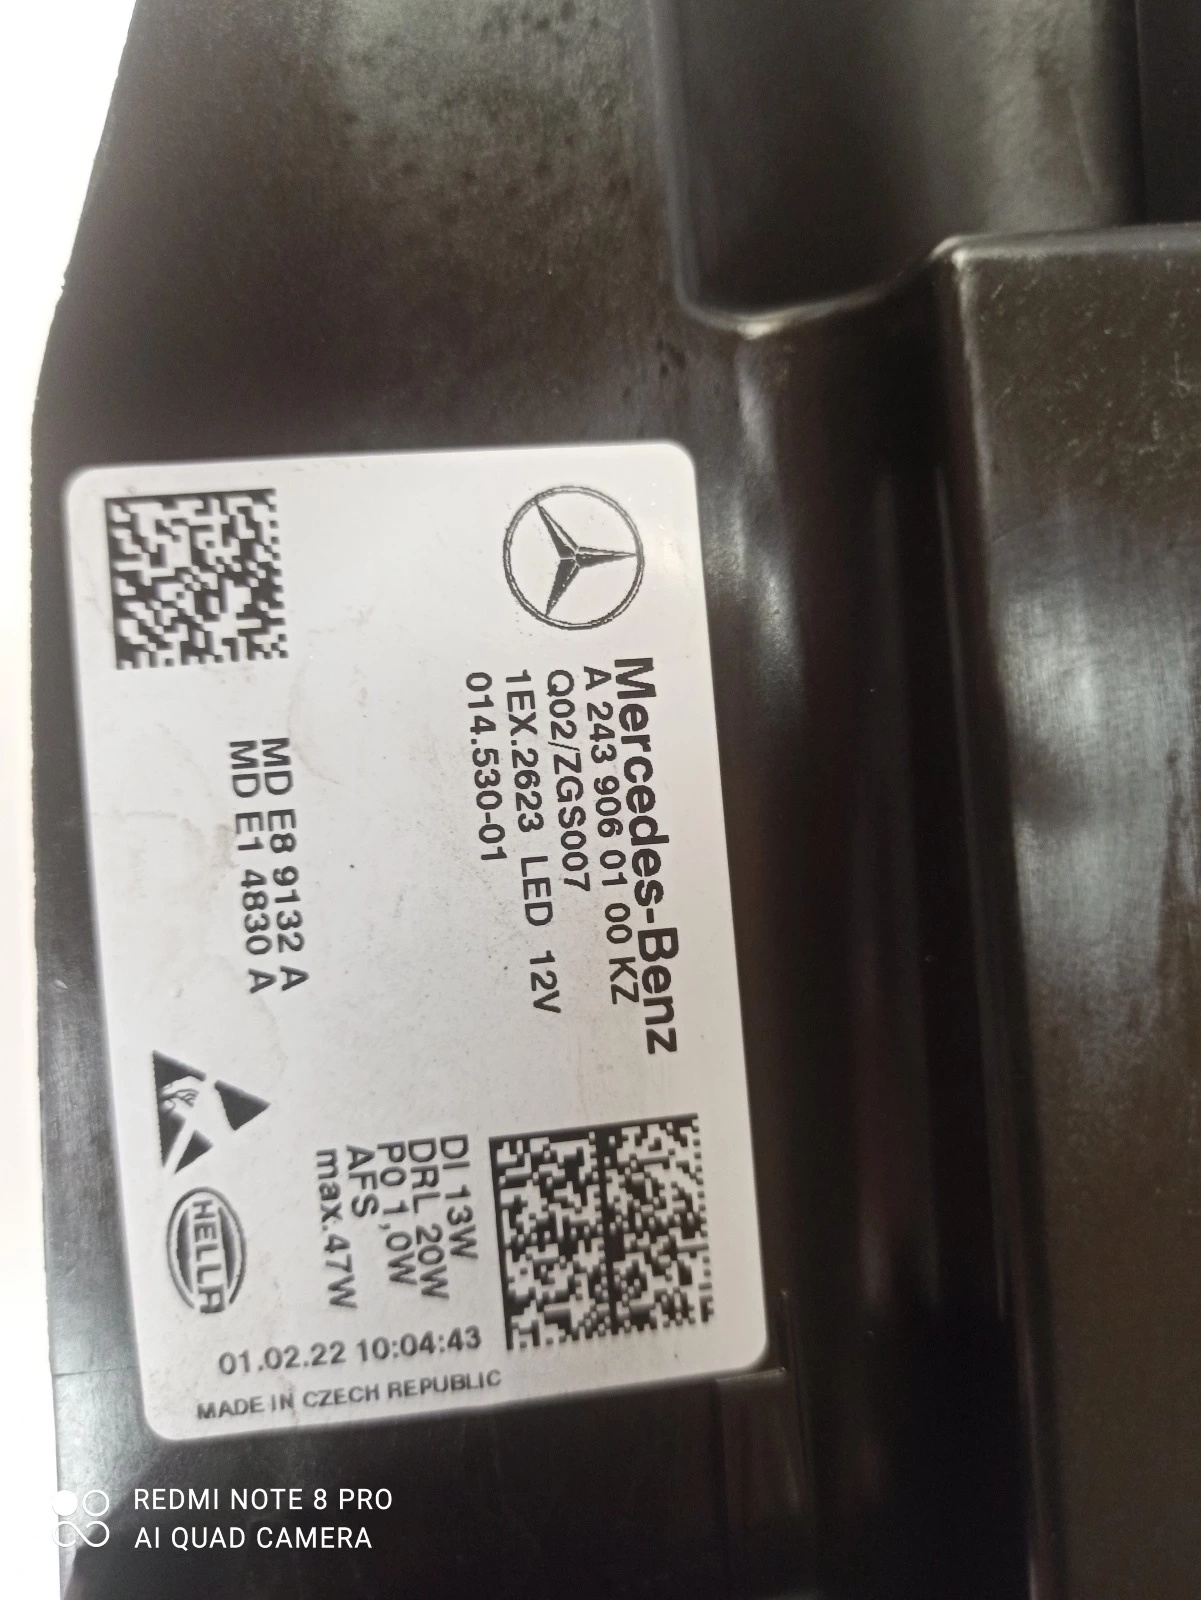 Mercedes-Benz
A 243 906 01 00 KZ
Q02/ZGS007
1EX.2623 LED 12V
014.530-01
MD E8 9132 A
MD E1 4830 A
DI 13W
DRL 20W
PO 1,0W
AFS
max.47W
HELLA
01.02.22 10:04:43
MADE IN CZECH REPUBLIC
REDMI NOTE 8 PRO
AI QUAD CAMERA